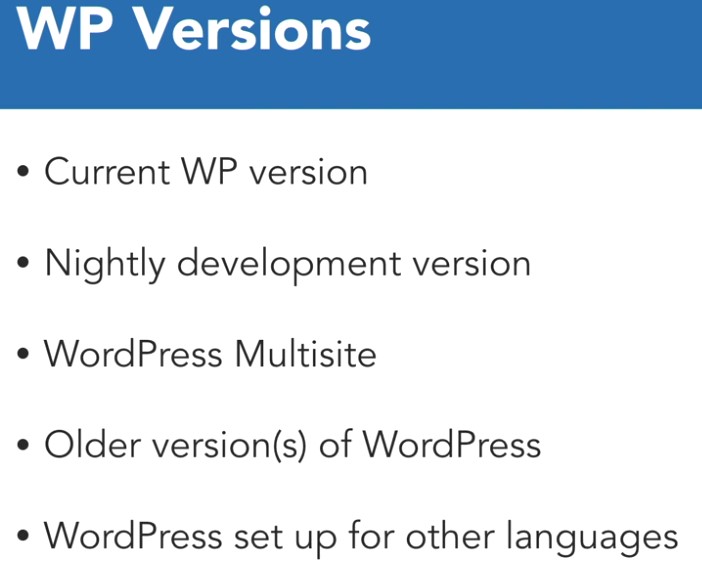 WP Versions
• Current WP version
• Nightly development version
• WordPress Multisite
• Older version(s) of WordPress
• WordPress set up for other languages